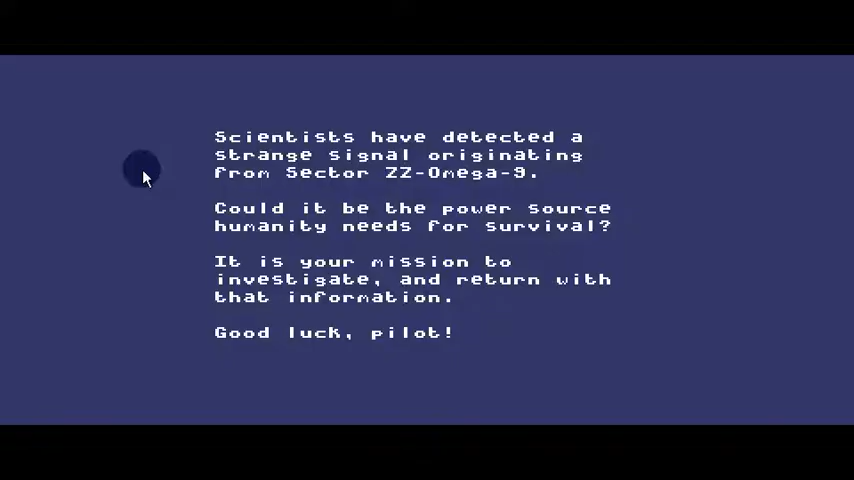 Scientists have detected a
strange signal originating
from Sector ZZ-Omega-9.
Could it be the power source
humanity needs for survival?
It is your mission to
investigate, and return with
that information.
Good luck, pilot!